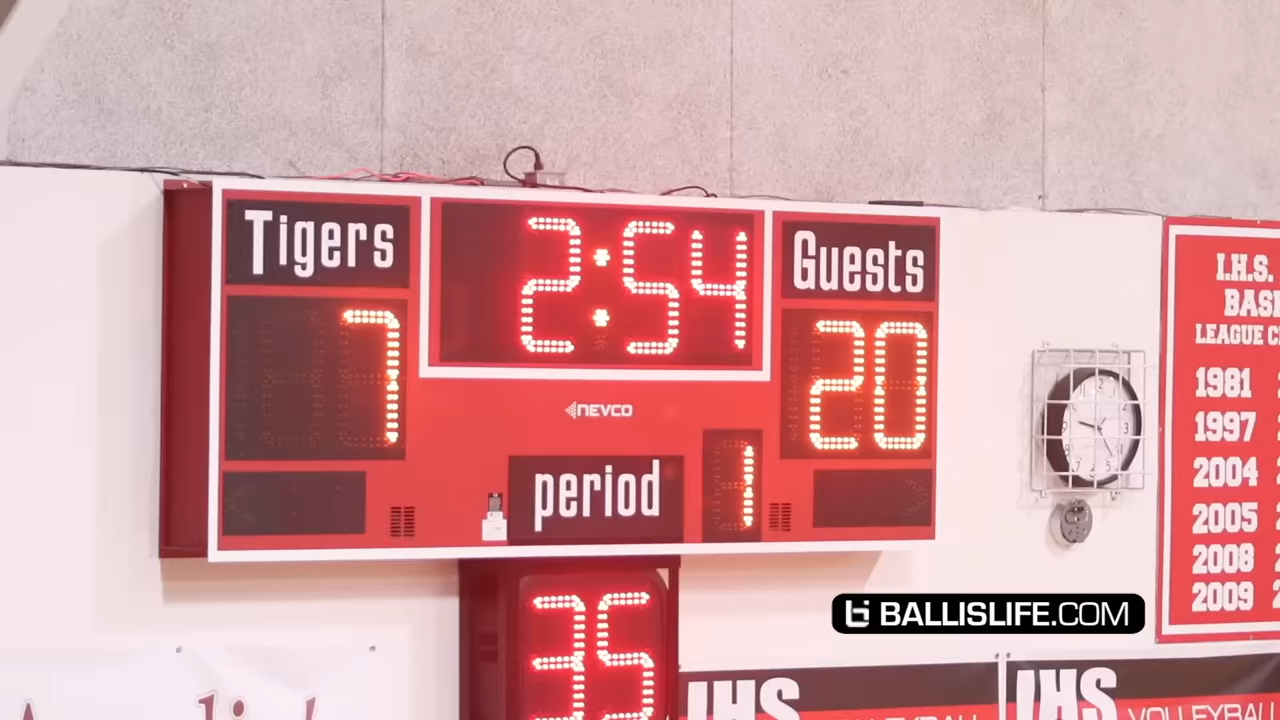 Tigers
2:54
Guests
7
20
NEVCO
period
1
35
I.H.S.
LEAGUE
1981
1997
2004
2005
2008
2009
BALLISLIFE.COM
IHS
IHS
VOLLEYBALL